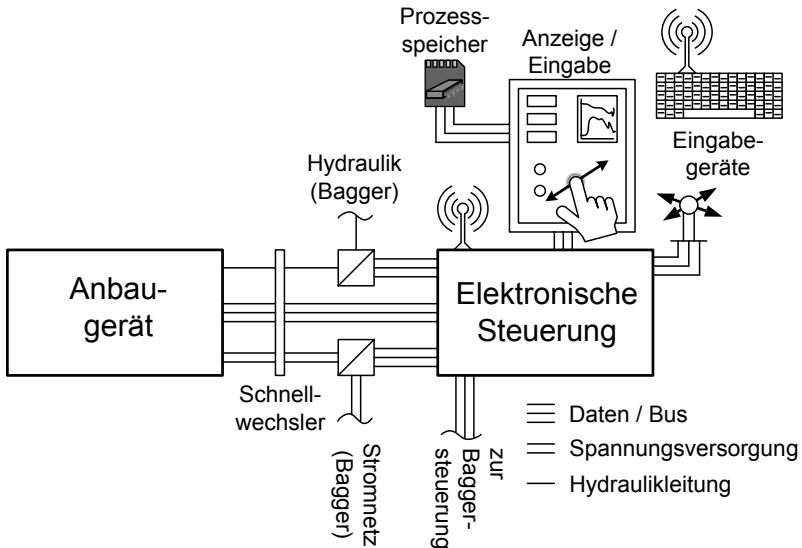 Prozess-
speicher
Anzeige /
Eingabe
Eingabe-
geräte
Hydraulik
(Bagger)
Anbau-
gerät
Elektronische
Steuerung
Schnell-
wechsler
Stromnetz
(Bagger)
zur
Bagger-
steuerung
Daten / Bus
Spannungsversorgung
Hydraulikleitung